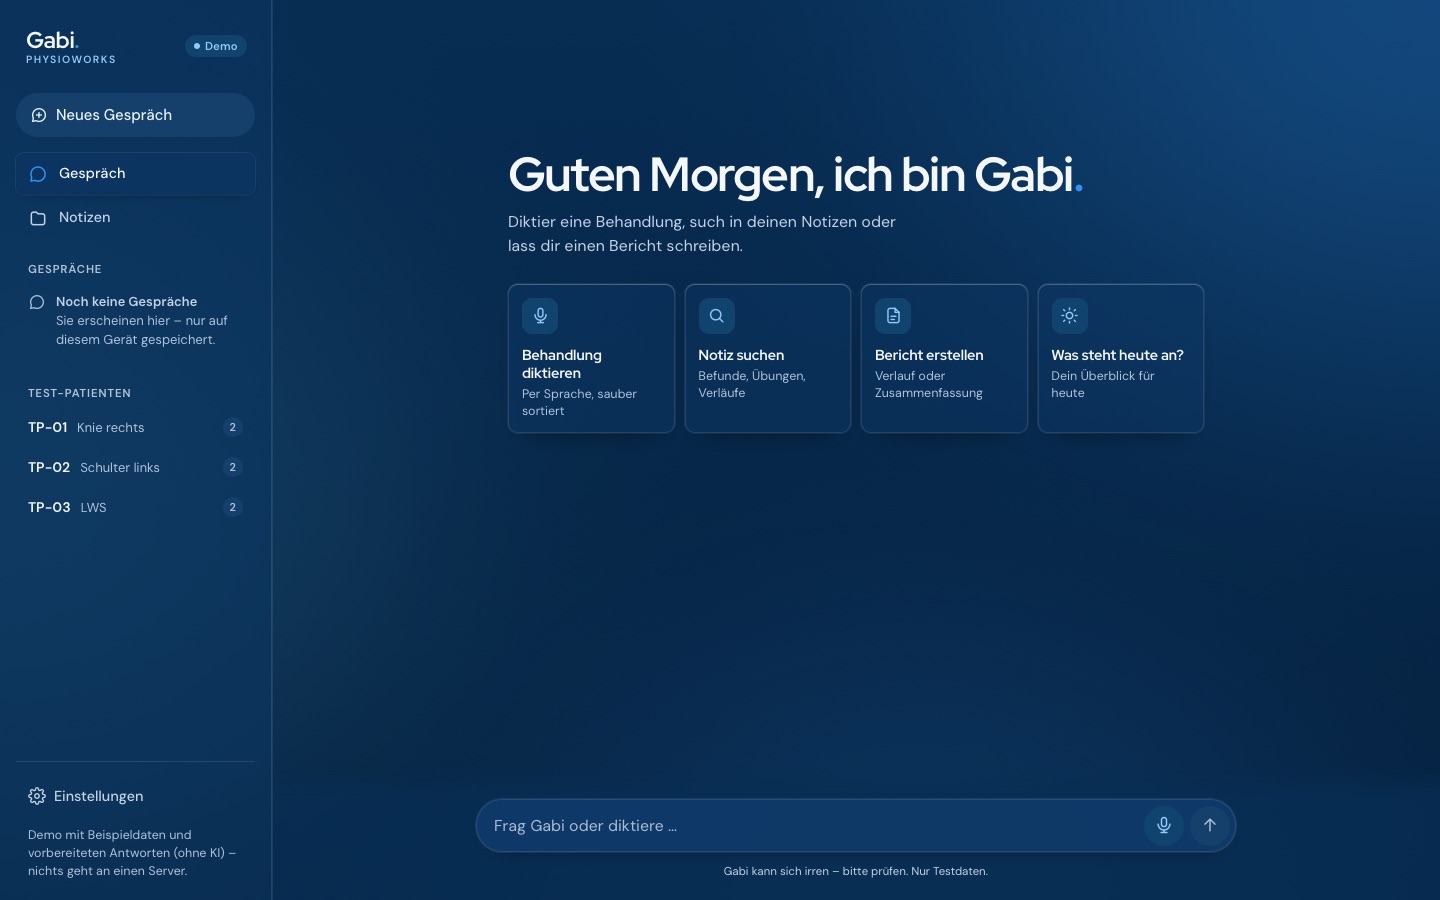 Gabi.
PHYSIOWORKS
Demo
Neues Gespräch
Gespräch
Notizen
GESPRÄCHE
Noch keine Gespräche
Sie erscheinen hier – nur auf
diesem Gerät gespeichert.
TEST-PATIENTEN
TP-01 Knie rechts 2
TP-02 Schulter links 2
TP-03 LWS 2
Einstellungen
Demo mit Beispieldaten und
vorbereiteten Antworten (ohne KI) –
nichts geht an einen Server.
Guten Morgen, ich bin Gabi.
Diktier eine Behandlung, such in deinen Notizen oder
lass dir einen Bericht schreiben.
Behandlung
diktieren
Per Sprache, sauber
sortiert
Notiz suchen
Befunde, Übungen,
Verläufe
Bericht erstellen
Verlauf oder
Zusammenfassung
Was steht heute an?
Dein Überblick für
heute
Frag Gabi oder diktiere ...
Gabi kann sich irren – bitte prüfen. Nur Testdaten.